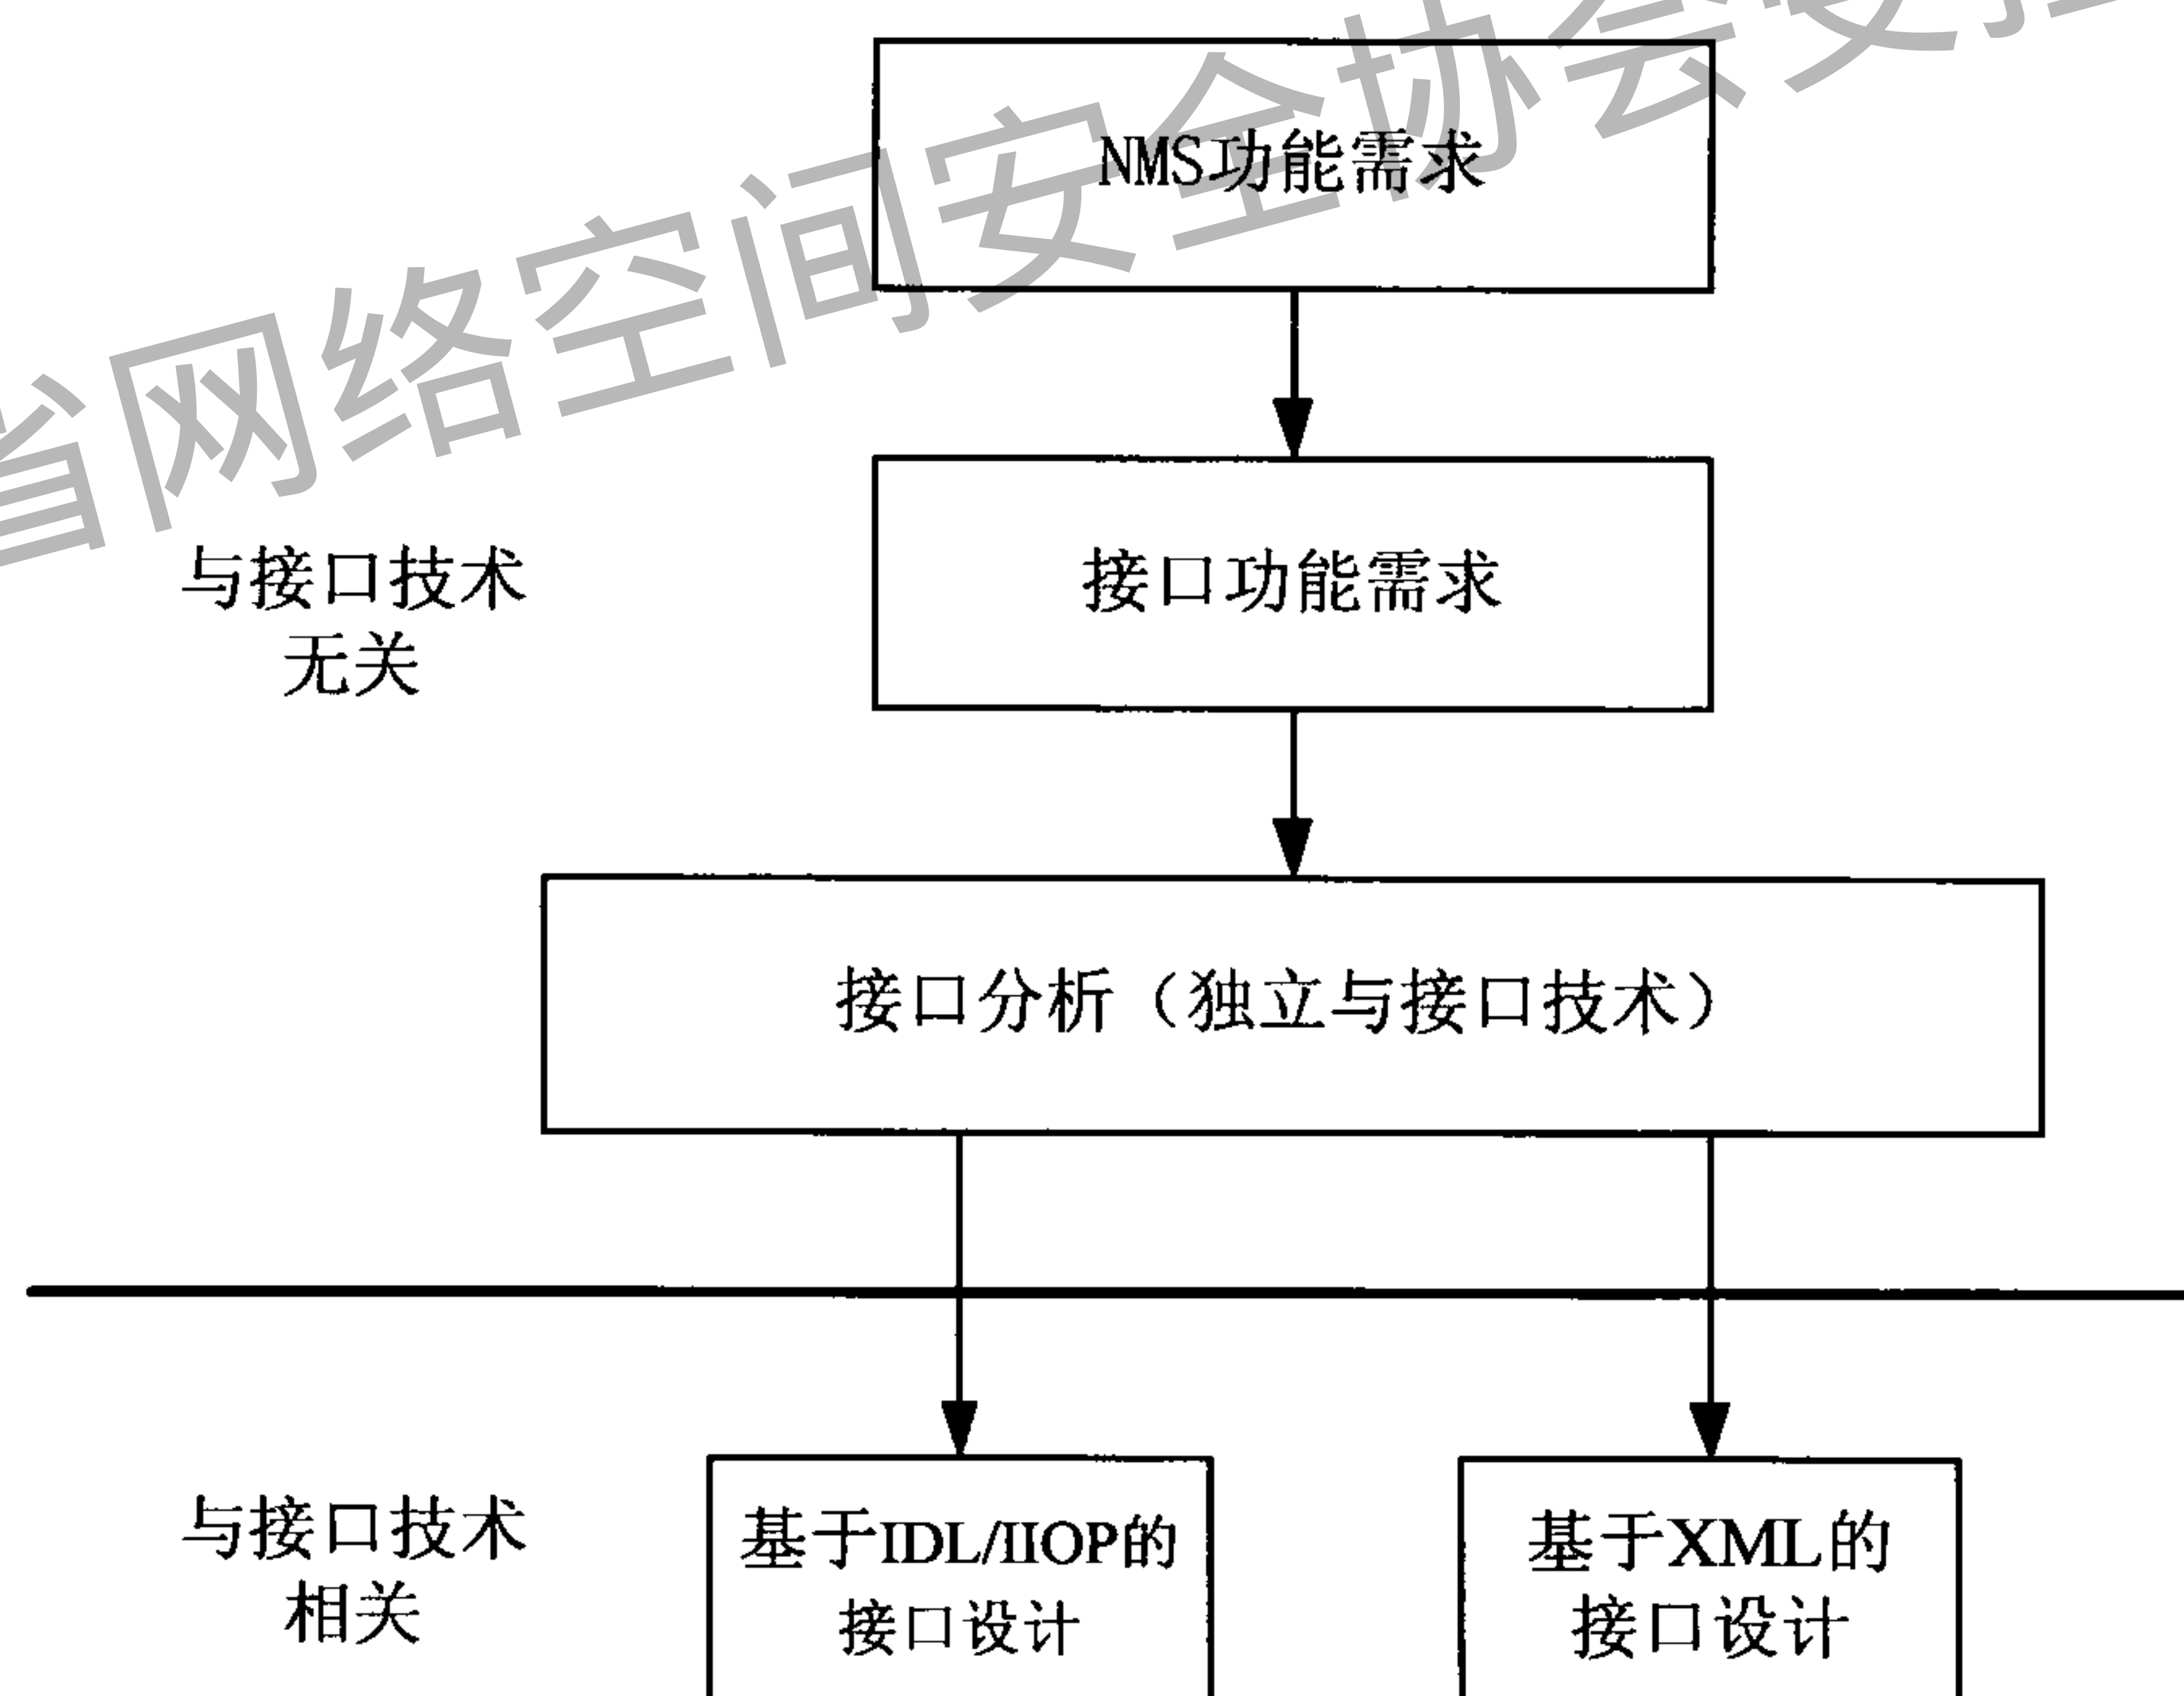 省网络空间安全协会
NMS功能需求
与接口技术
无关
接口功能需求
接口分析（独立与接口技术）
与接口技术
相关
基于IDL/IIOP的
接口设计
基于XML的
接口设计